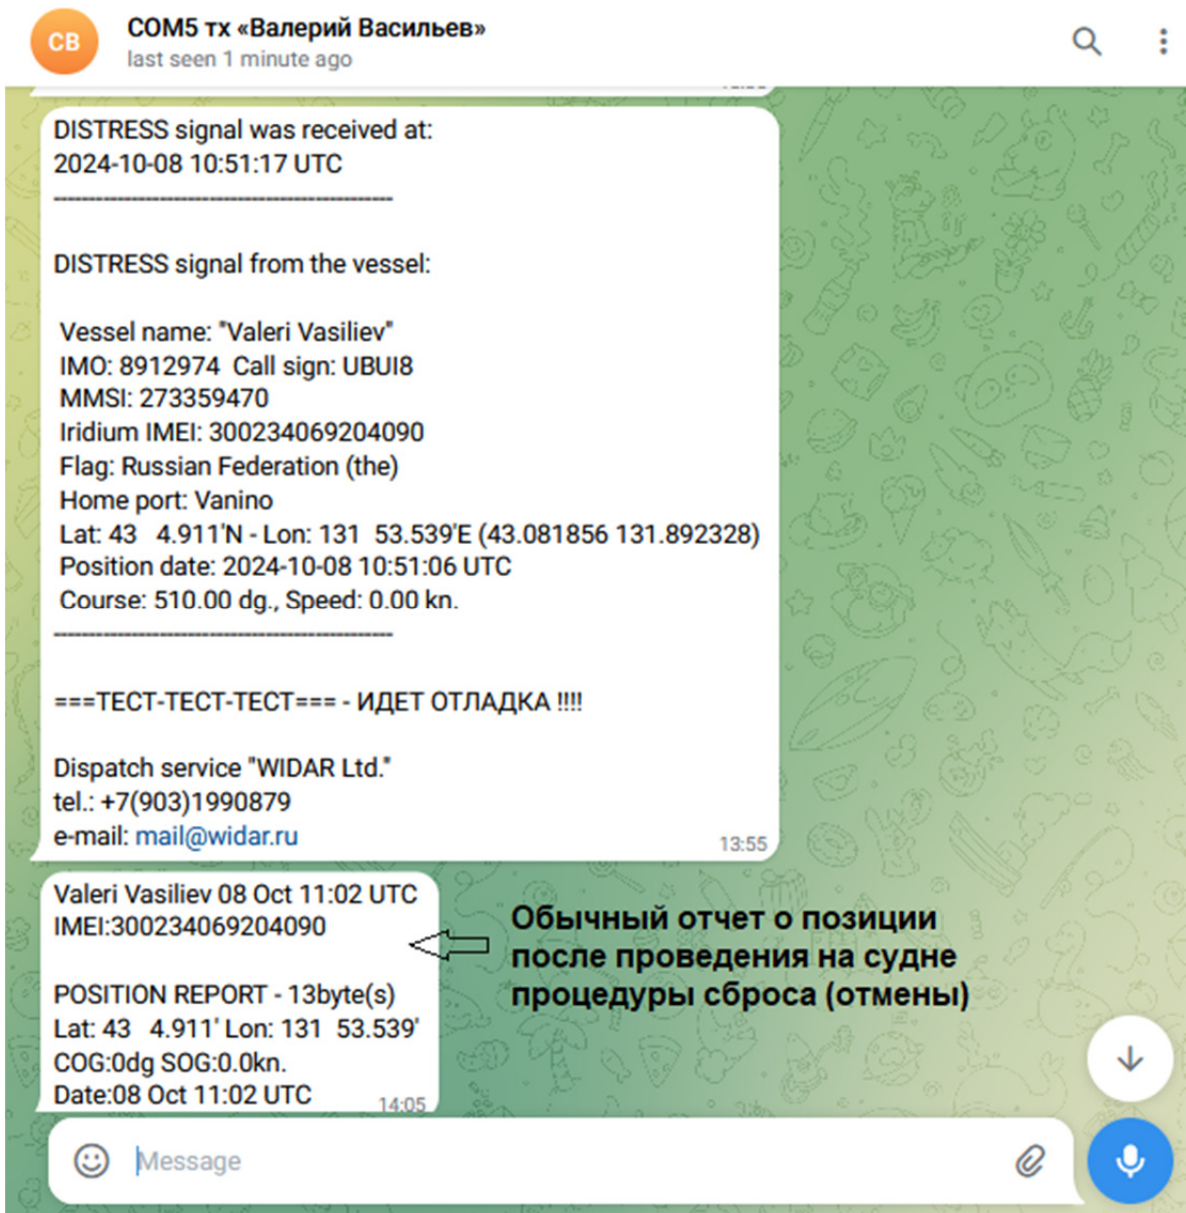 СВ
COM5 тх «Валерий Васильев»
last seen 1 minute ago
DISTRESS signal was received at:
2024-10-08 10:51:17 UTC
------------------------------------------------
DISTRESS signal from the vessel:
Vessel name: "Valeri Vasiliev"
IMO: 8912974  Call sign: UBUI8
MMSI: 273359470
Iridium IMEI: 300234069204090
Flag: Russian Federation (the)
Home port: Vanino
Lat: 43   4.911'N - Lon: 131  53.539'E (43.081856 131.892328)
Position date: 2024-10-08 10:51:06 UTC
Course: 510.00 dg., Speed: 0.00 kn.
------------------------------------------------
===ТЕСТ-ТЕСТ-ТЕСТ=== - ИДЕТ ОТЛАДКА !!!!
Dispatch service "WIDAR Ltd."
tel.: +7(903)1990879
e-mail: mail@widar.ru
13:55
Valeri Vasiliev 08 Oct 11:02 UTC
IMEI:300234069204090
POSITION REPORT - 13byte(s)
Lat: 43   4.911' Lon: 131  53.539'
COG:0dg SOG:0.0kn.
Date:08 Oct 11:02 UTC
14:05
Обычный отчет о позиции
после проведения на судне
процедуры сброса (отмены)
Message